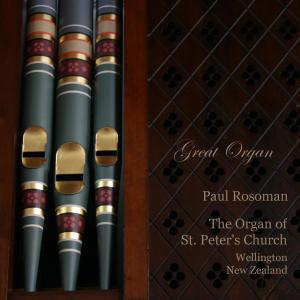 Great Organ
Paul Rosoman
The Organ of
St. Peter's Church
Wellington
New Zealand